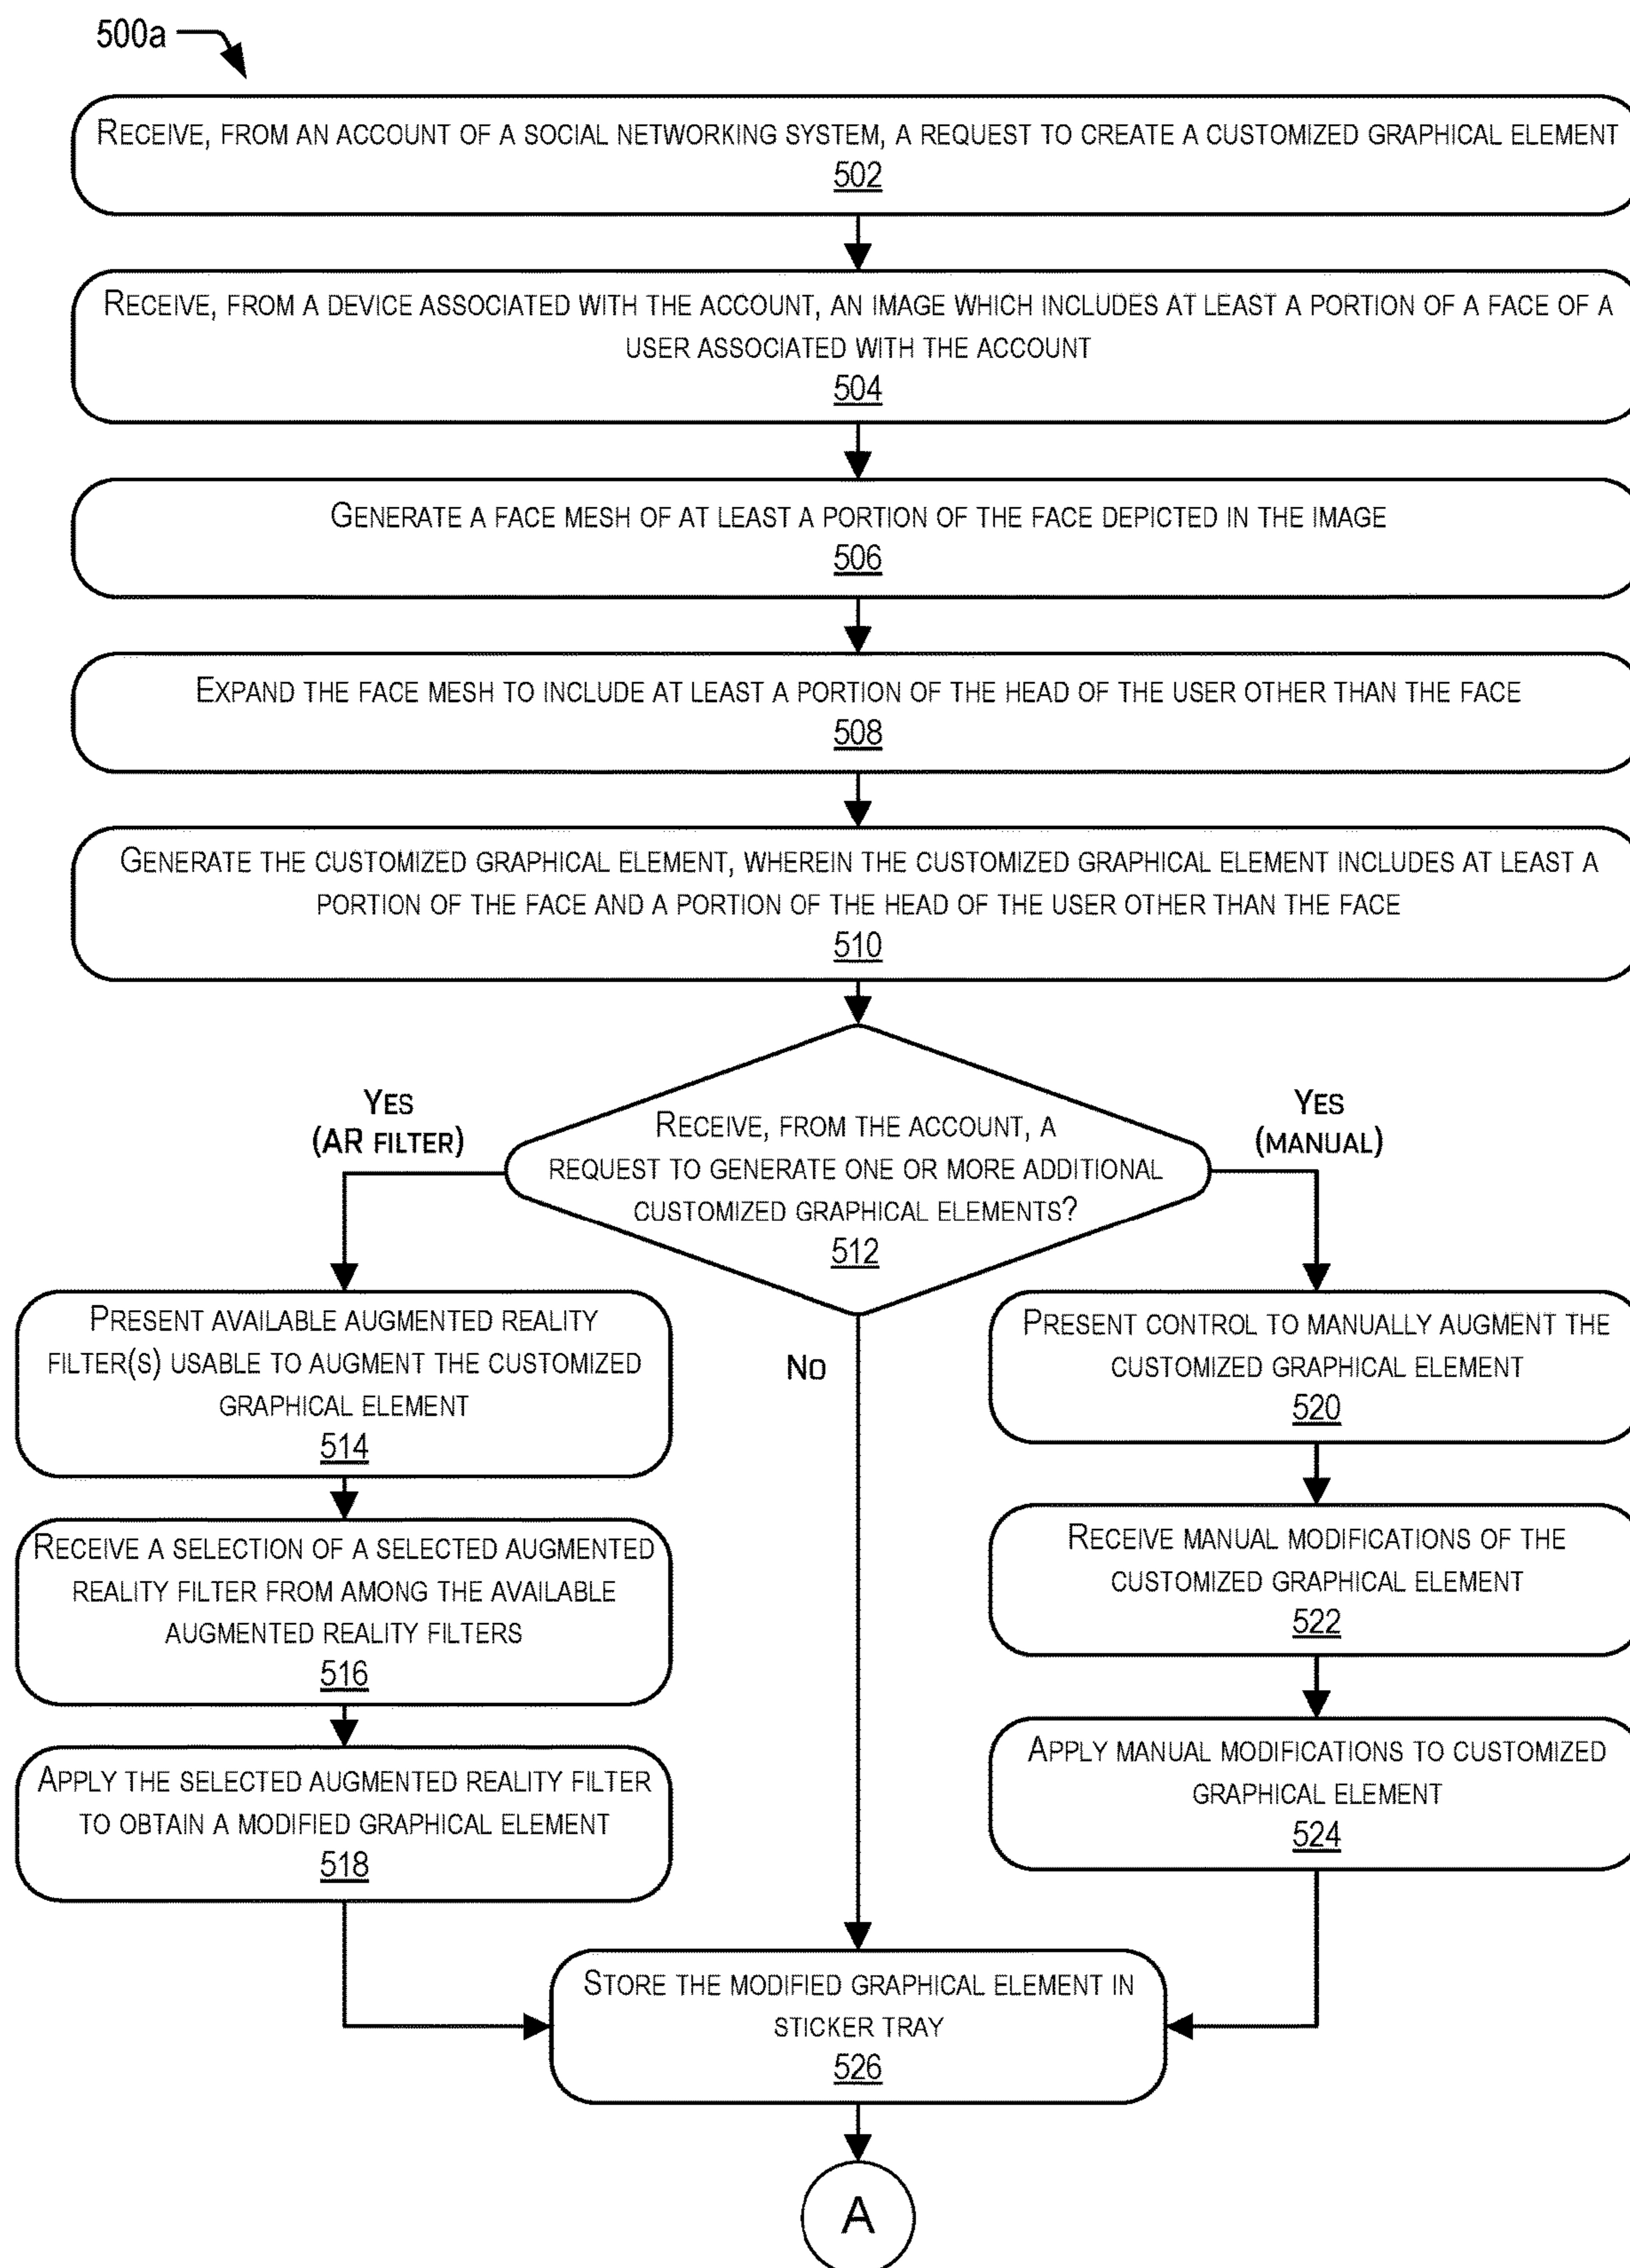 500a
RECEIVE, FROM AN ACCOUNT OF A SOCIAL NETWORKING SYSTEM, A REQUEST TO CREATE A CUSTOMIZED GRAPHICAL ELEMENT
502
RECEIVE, FROM A DEVICE ASSOCIATED WITH THE ACCOUNT, AN IMAGE WHICH INCLUDES AT LEAST A PORTION OF A FACE OF A
USER ASSOCIATED WITH THE ACCOUNT
504
GENERATE A FACE MESH OF AT LEAST A PORTION OF THE FACE DEPICTED IN THE IMAGE
506
EXPAND THE FACE MESH TO INCLUDE AT LEAST A PORTION OF THE HEAD OF THE USER OTHER THAN THE FACE
508
GENERATE THE CUSTOMIZED GRAPHICAL ELEMENT, WHEREIN THE CUSTOMIZED GRAPHICAL ELEMENT INCLUDES AT LEAST A
PORTION OF THE FACE AND A PORTION OF THE HEAD OF THE USER OTHER THAN THE FACE
510
YES
(AR FILTER)
RECEIVE, FROM THE ACCOUNT, A
REQUEST TO GENERATE ONE OR MORE ADDITIONAL
CUSTOMIZED GRAPHICAL ELEMENTS?
512
YES
(MANUAL)
NO
PRESENT AVAILABLE AUGMENTED REALITY
FILTER(S) USABLE TO AUGMENT THE CUSTOMIZED
GRAPHICAL ELEMENT
514
RECEIVE A SELECTION OF A SELECTED AUGMENTED
REALITY FILTER FROM AMONG THE AVAILABLE
AUGMENTED REALITY FILTERS
516
APPLY THE SELECTED AUGMENTED REALITY FILTER
TO OBTAIN A MODIFIED GRAPHICAL ELEMENT
518
PRESENT CONTROL TO MANUALLY AUGMENT THE
CUSTOMIZED GRAPHICAL ELEMENT
520
RECEIVE MANUAL MODIFICATIONS OF THE
CUSTOMIZED GRAPHICAL ELEMENT
522
APPLY MANUAL MODIFICATIONS TO CUSTOMIZED
GRAPHICAL ELEMENT
524
STORE THE MODIFIED GRAPHICAL ELEMENT IN
STICKER TRAY
526
A